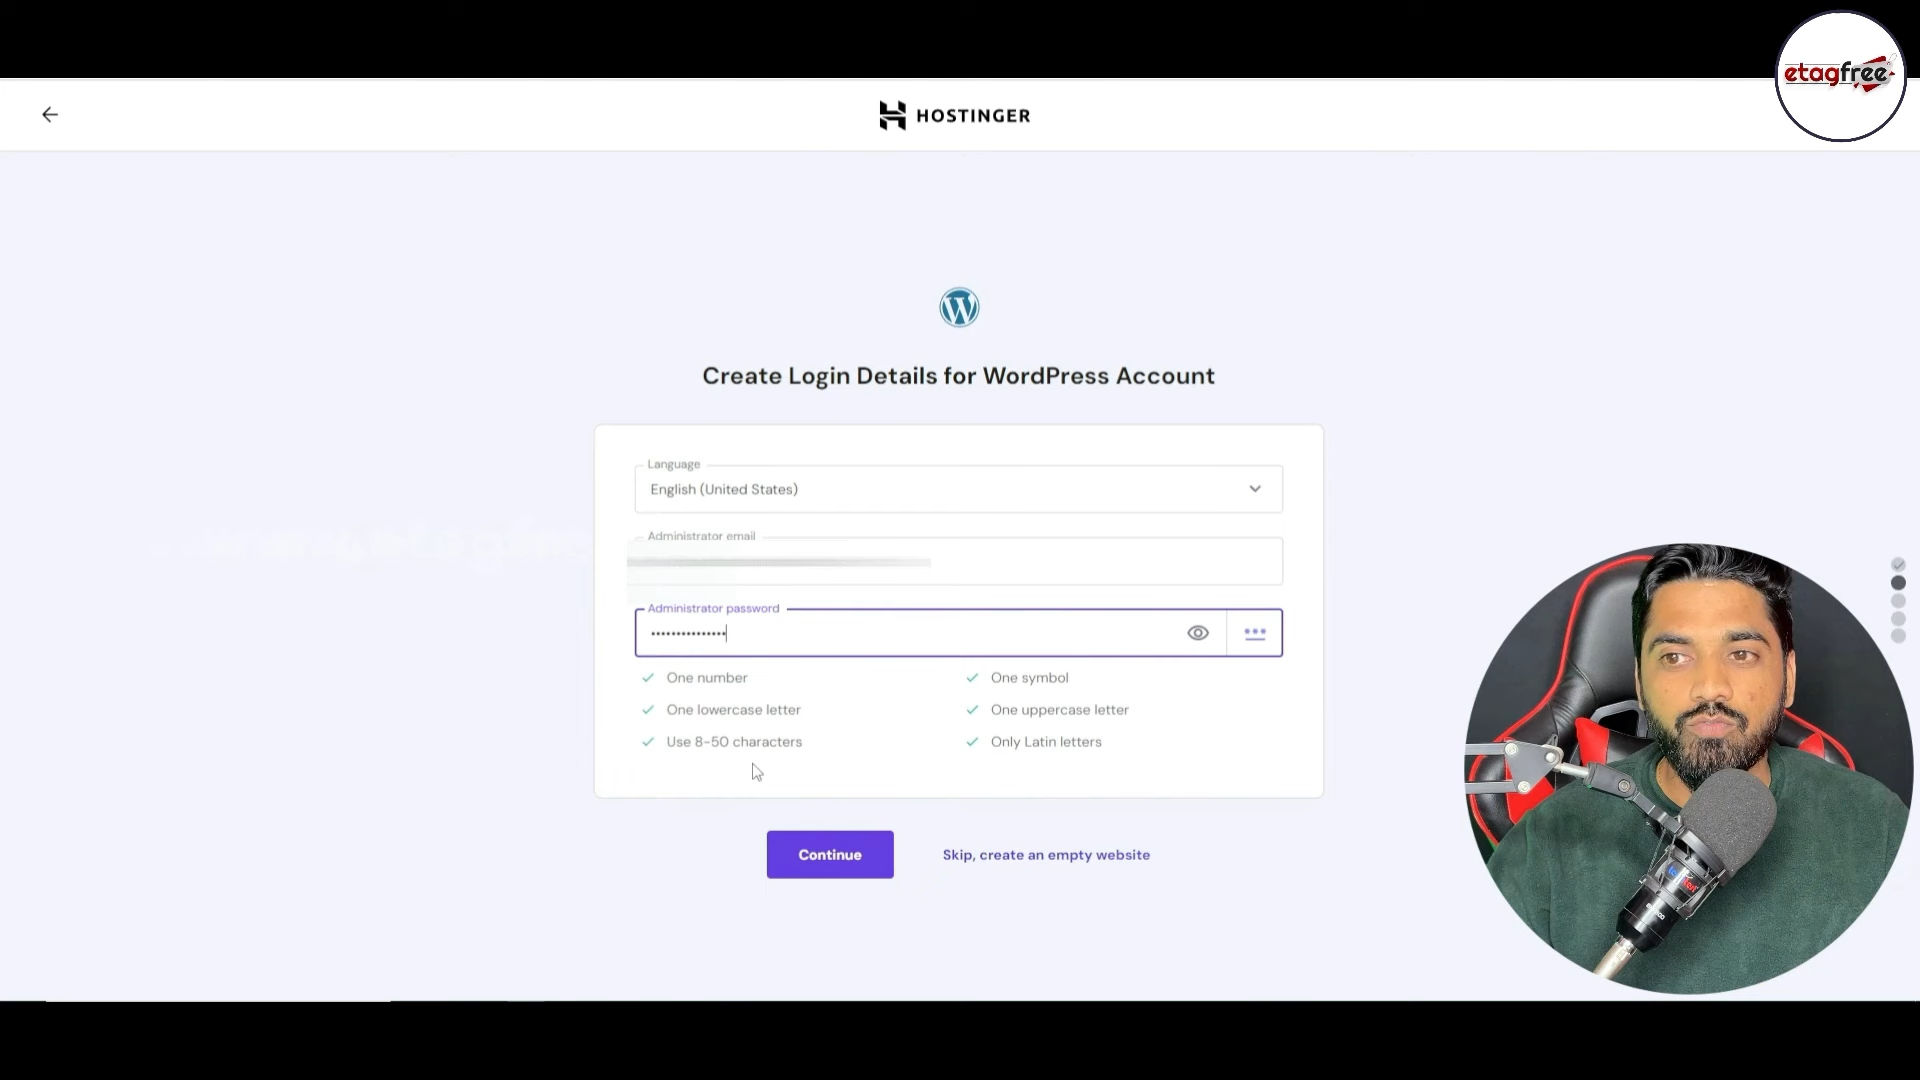 etagfree
HOSTINGER
Create Login Details for WordPress Account
Language
English (United States)
Administrator email
Administrator password
•••••••••••••••
One number
One symbol
One lowercase letter
One uppercase letter
Use 8-50 characters
Only Latin letters
Continue
Skip, create an empty website